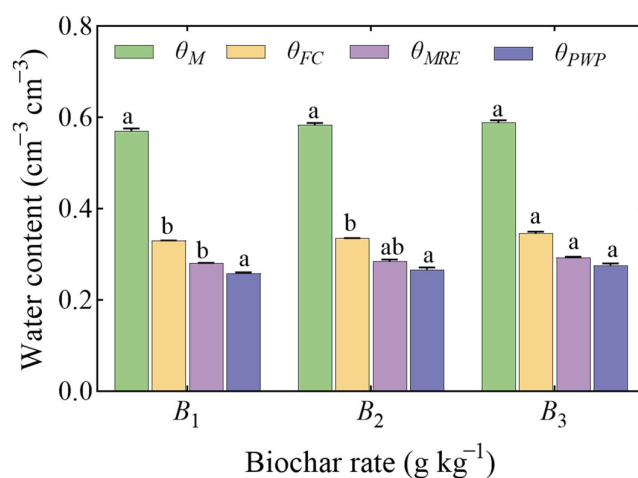 0.8
θM θFC θMRE θPWP
a a a
0.6
0.4
b b a b ab a a a a
0.2
0.0
B1 B2 B3
Water content (cm−3 cm−3)
Biochar rate (g kg−1)